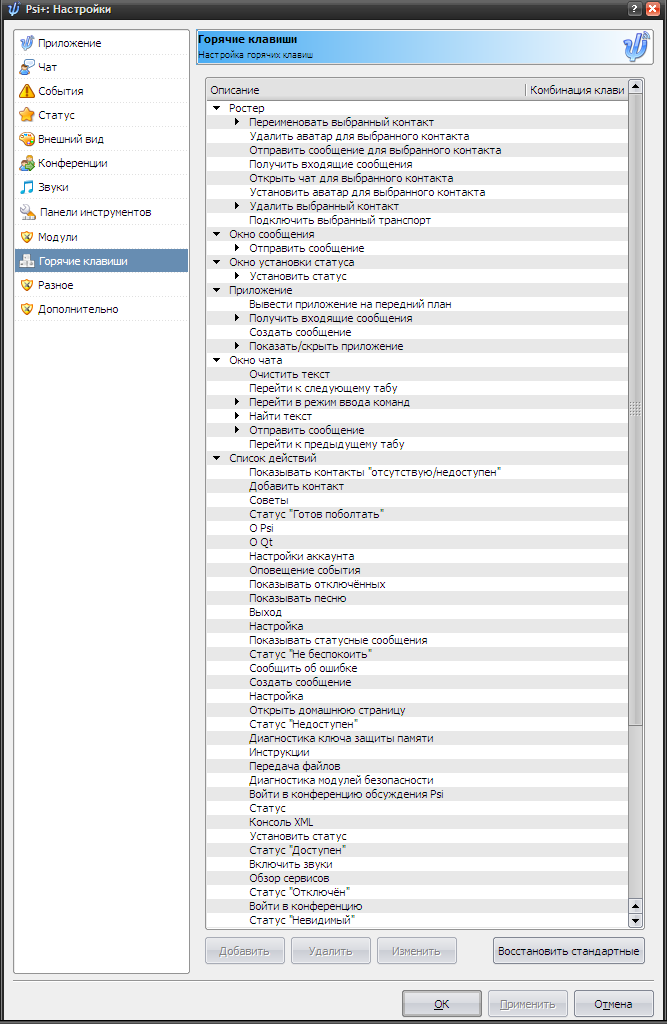 Psi+: Настройки
Приложение
Чат
События
Статус
Внешний вид
Конференции
Звуки
Панели инструментов
Модули
Горячие клавиши
Разное
Дополнительно
Горячие клавиши
Настройка горячих клавиш
Описание
Комбинация клави
Ростер
Переименовать выбранный контакт
Удалить аватар для выбранного контакта
Отправить сообщение для выбранного контакта
Получить входящие сообщения
Открыть чат для выбранного контакта
Установить аватар для выбранного контакта
Удалить выбранный контакт
Подключить выбранный транспорт
Окно сообщения
Отправить сообщение
Окно установки статуса
Установить статус
Приложение
Вывести приложение на передний план
Получить входящие сообщения
Создать сообщение
Показать/скрыть приложение
Окно чата
Очистить текст
Перейти к следующему табу
Перейти в режим ввода команд
Найти текст
Отправить сообщение
Перейти к предыдущему табу
Список действий
Показывать контакты "отсутствую/недоступен"
Добавить контакт
Советы
Статус "Готов поболтать"
О Psi
О Qt
Настройки аккаунта
Оповещение события
Показывать отключённых
Показывать песню
Выход
Настройка
Показывать статусные сообщения
Статус "Не беспокоить"
Сообщить об ошибке
Создать сообщение
Настройка
Открыть домашнюю страницу
Статус "Недоступен"
Диагностика ключа защиты памяти
Инструкции
Передача файлов
Диагностика модулей безопасности
Войти в конференцию обсуждения Psi
Статус
Консоль XML
Установить статус
Статус "Доступен"
Включить звуки
Обзор сервисов
Статус "Отключён"
Войти в конференцию
Статус "Невидимый"
Добавить
Удалить
Изменить
Восстановить стандартные
OK
Применить
Отмена